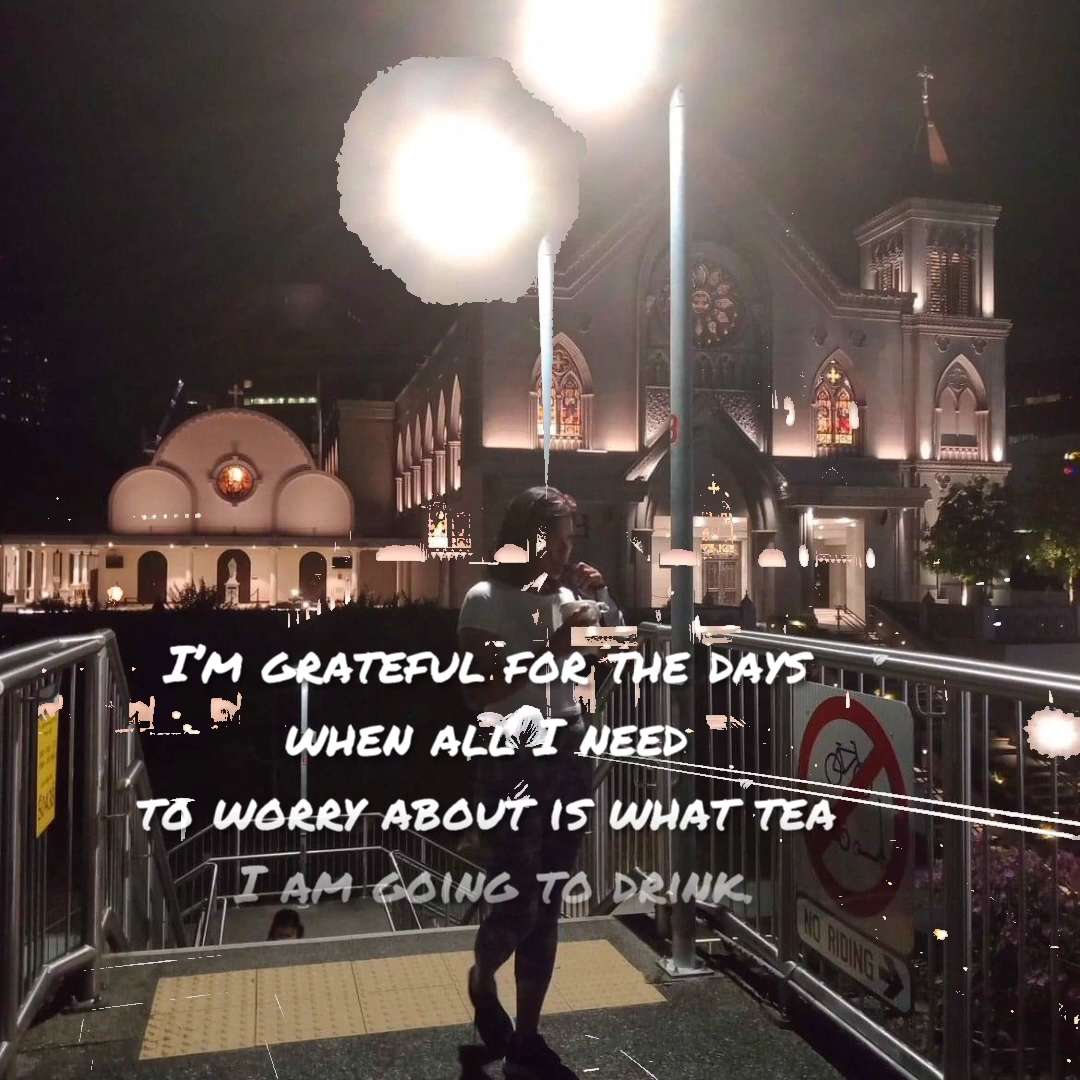 I'M GRATEFUL FOR THE DAYS
WHEN ALL I NEED
TO WORRY ABOUT IS WHAT TEA
I AM GOING TO DRINK.
NO RIDING